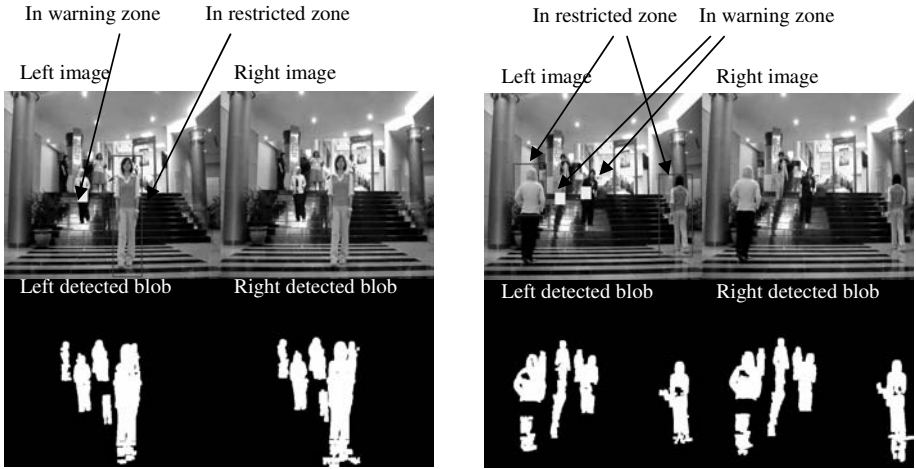 In warning zone In restricted zone
Left image Right image
Left detected blob Right detected blob
In restricted zone In warning zone
Left image Right image
Left detected blob Right detected blob